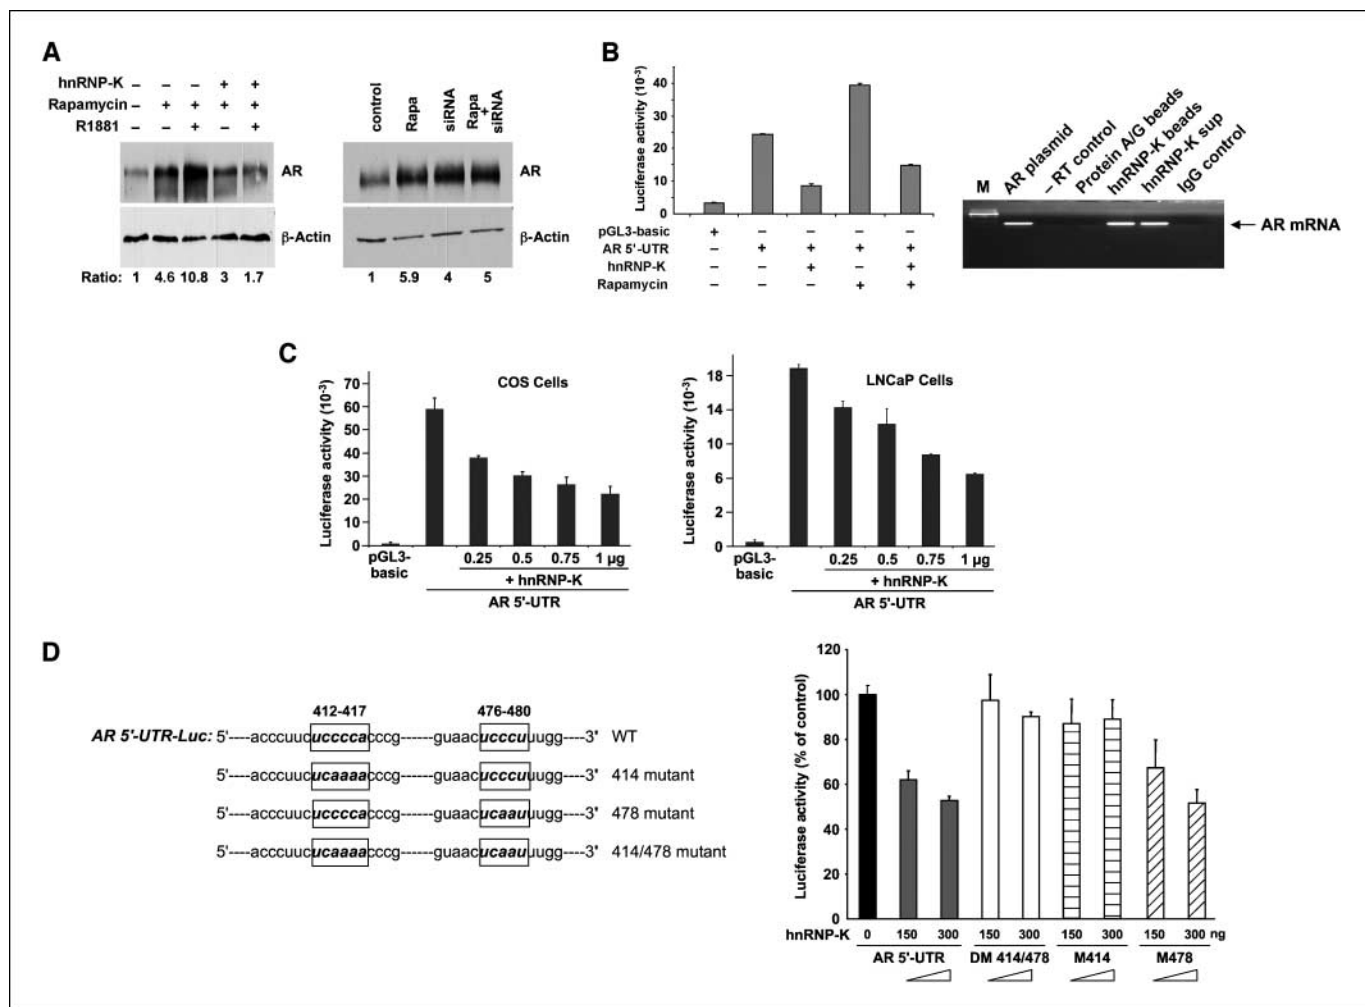 A
hnRNP-K – – – + +
Rapamycin – + + + +
R1881 – – + – +
AR
β-Actin
Ratio: 1 4.6 10.8 3 1.7
control Rapa siRNA Rapa + siRNA
AR
β-Actin
1 5.9 4 5
B
Luciferase activity (10⁻³)
40
30
20
10
0
pGL3-basic + – – – –
AR 5'-UTR – + + + +
hnRNP-K – – + – +
Rapamycin – – – + +
M AR plasmid – RT control Protein A/G beads hnRNP-K beads hnRNP-K sup IgG control
← AR mRNA
C
Luciferase activity (10⁻³)
COS Cells
70
60
50
40
30
20
10
0
pGL3-basic
0.25 0.5 0.75 1 µg
+ hnRNP-K
AR 5'-UTR
Luciferase activity (10⁻³)
LNCaP Cells
18
14
10
6
2
0
pGL3-basic
0.25 0.5 0.75 1 µg
+ hnRNP-K
AR 5'-UTR
D
412-417 476-480
AR 5'-UTR-Luc: 5'----acccuucuccccacccg------guaacucccuuugg----3' WT
5'----acccuucucaaaacccg------guaacucccuuugg----3' 414 mutant
5'----acccuucuccccacccg------guaacucaauuugg----3' 478 mutant
5'----acccuucucaaaacccg------guaacucaauuugg----3' 414/478 mutant
Luciferase activity (% of control)
120
100
80
60
40
20
0
hnRNP-K 0 150 300 150 300 150 300 150 300 ng
AR 5'-UTR DM 414/478 M414 M478